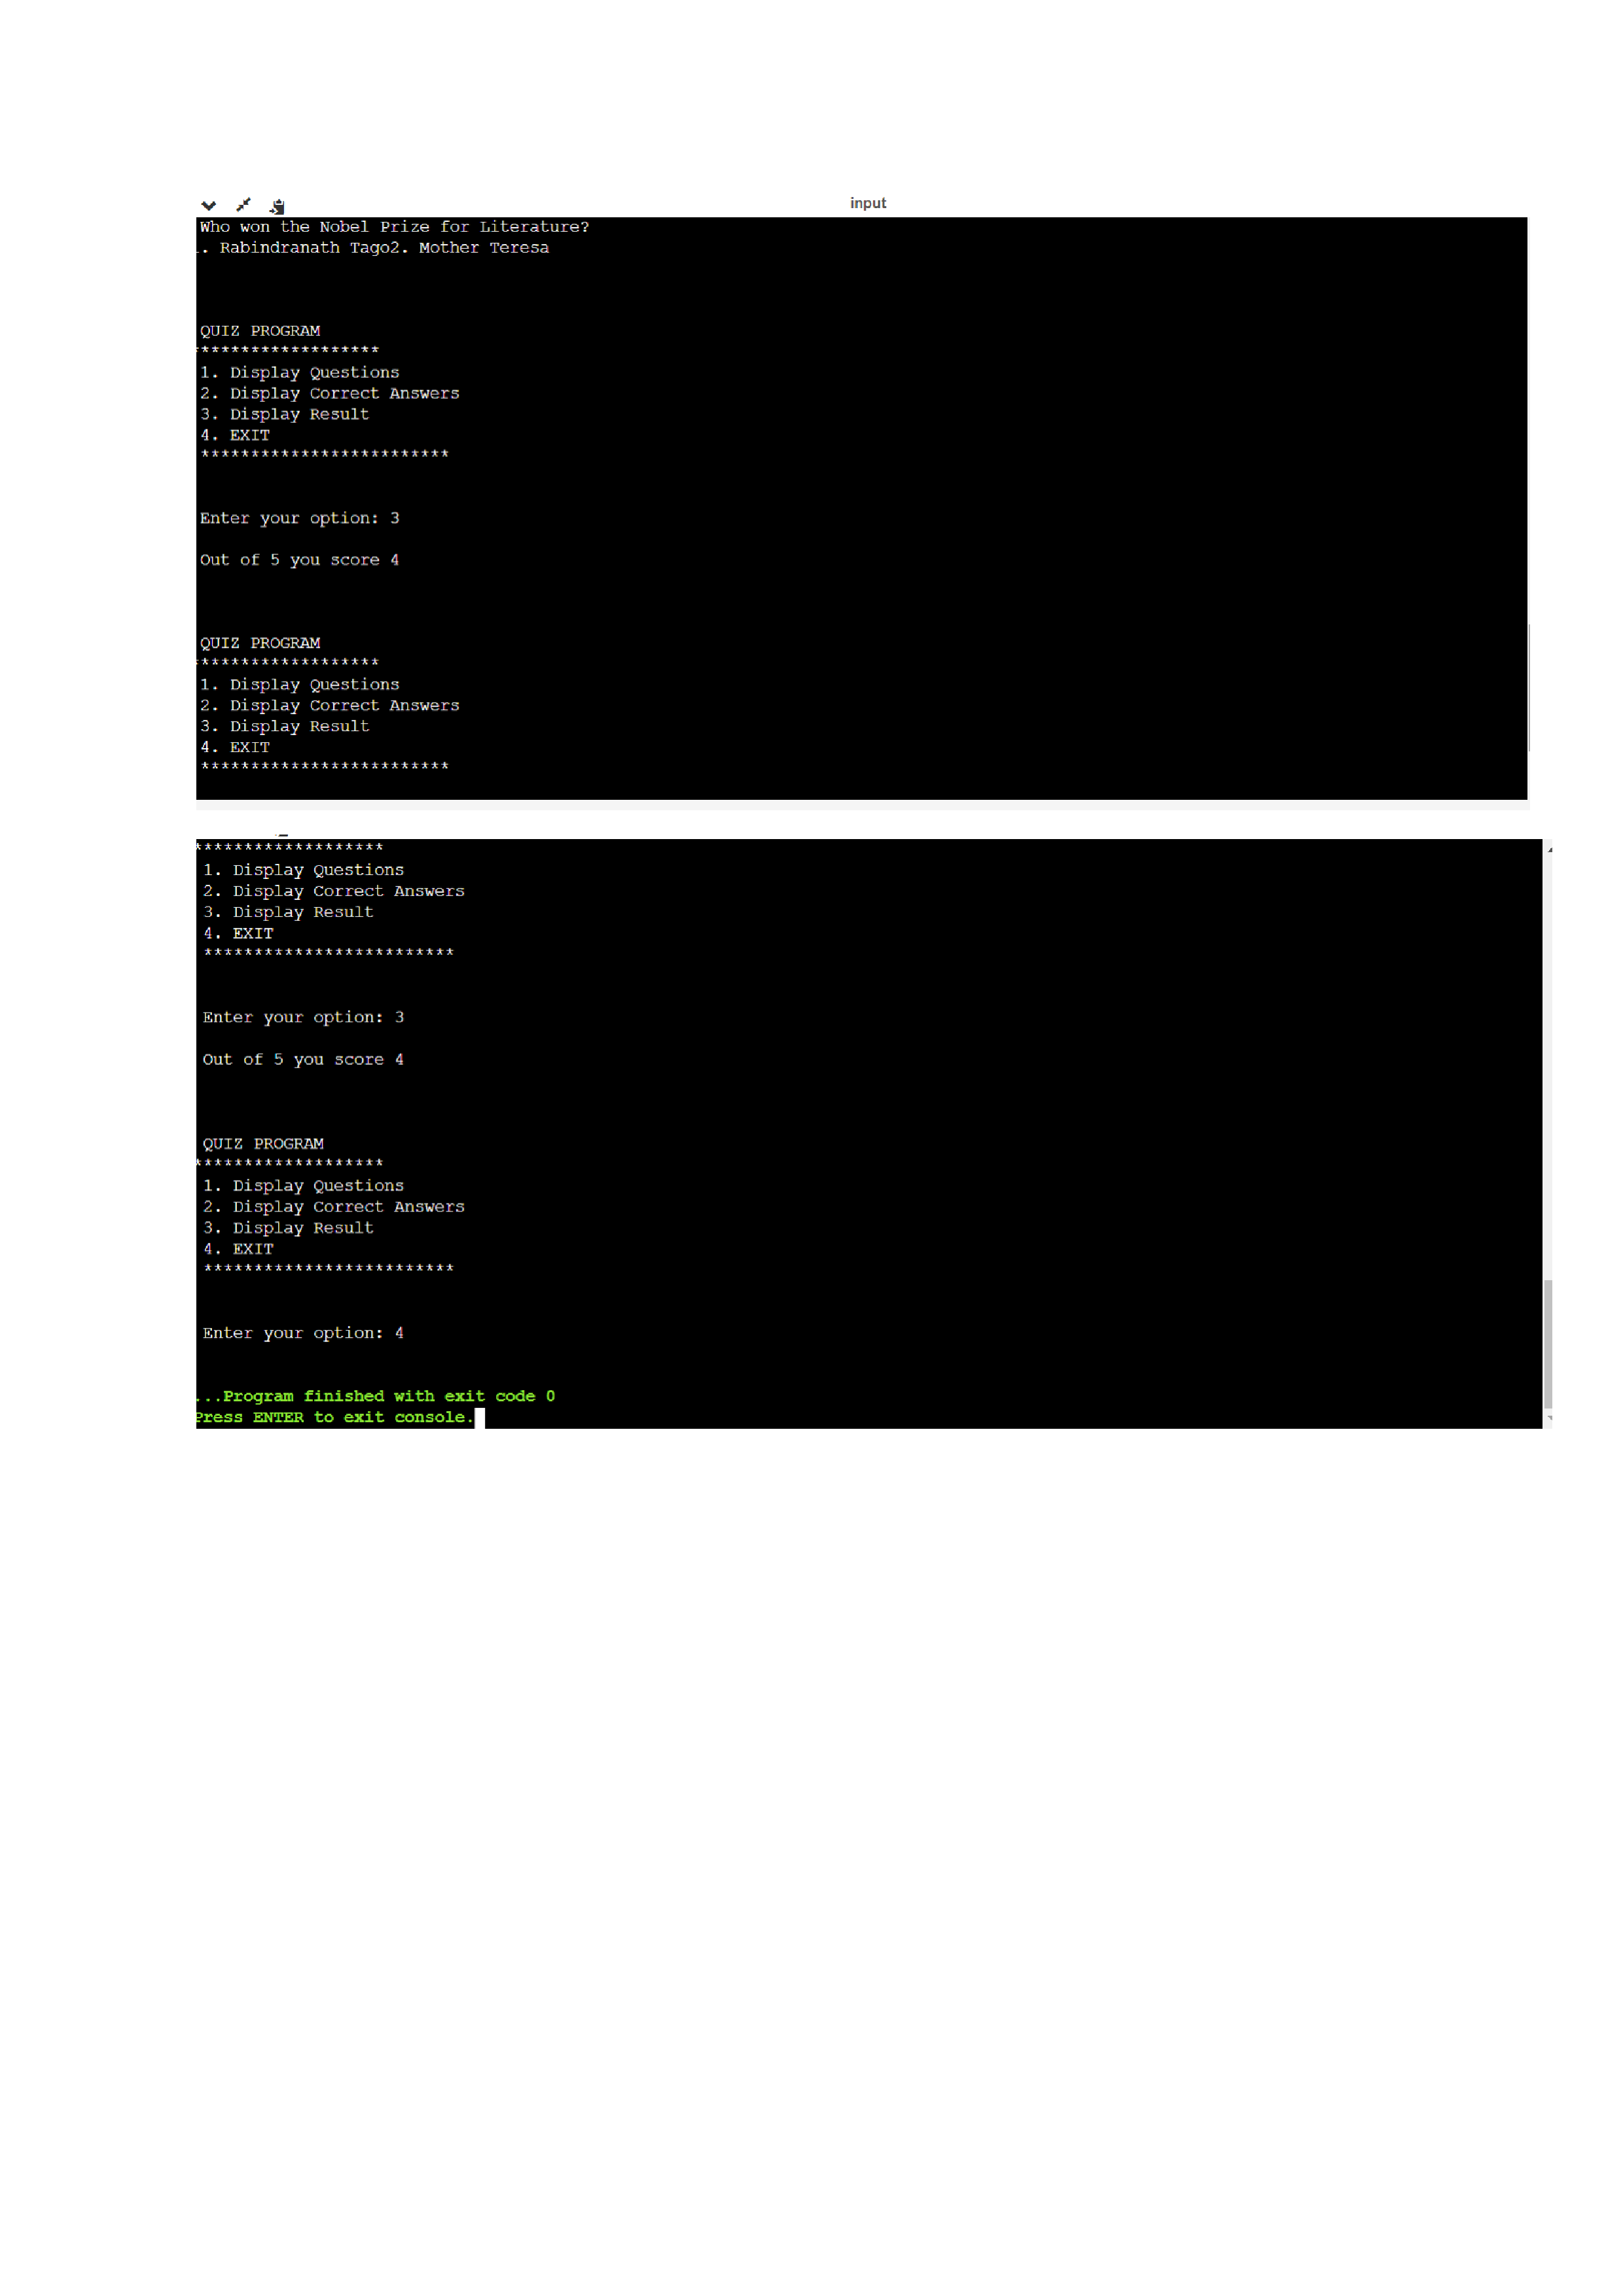 input
Who won the Nobel Prize for Literature?
. Rabindranath Tago2. Mother Teresa
QUIZ PROGRAM
*******************
1. Display Questions
2. Display Correct Answers
3. Display Result
4. EXIT
*************************
Enter your option: 3
Out of 5 you score 4
QUIZ PROGRAM
*******************
1. Display Questions
2. Display Correct Answers
3. Display Result
4. EXIT
*************************
*******************
1. Display Questions
2. Display Correct Answers
3. Display Result
4. EXIT
*************************
Enter your option: 3
Out of 5 you score 4
QUIZ PROGRAM
*******************
1. Display Questions
2. Display Correct Answers
3. Display Result
4. EXIT
*************************
Enter your option: 4
...Program finished with exit code 0
Press ENTER to exit console.